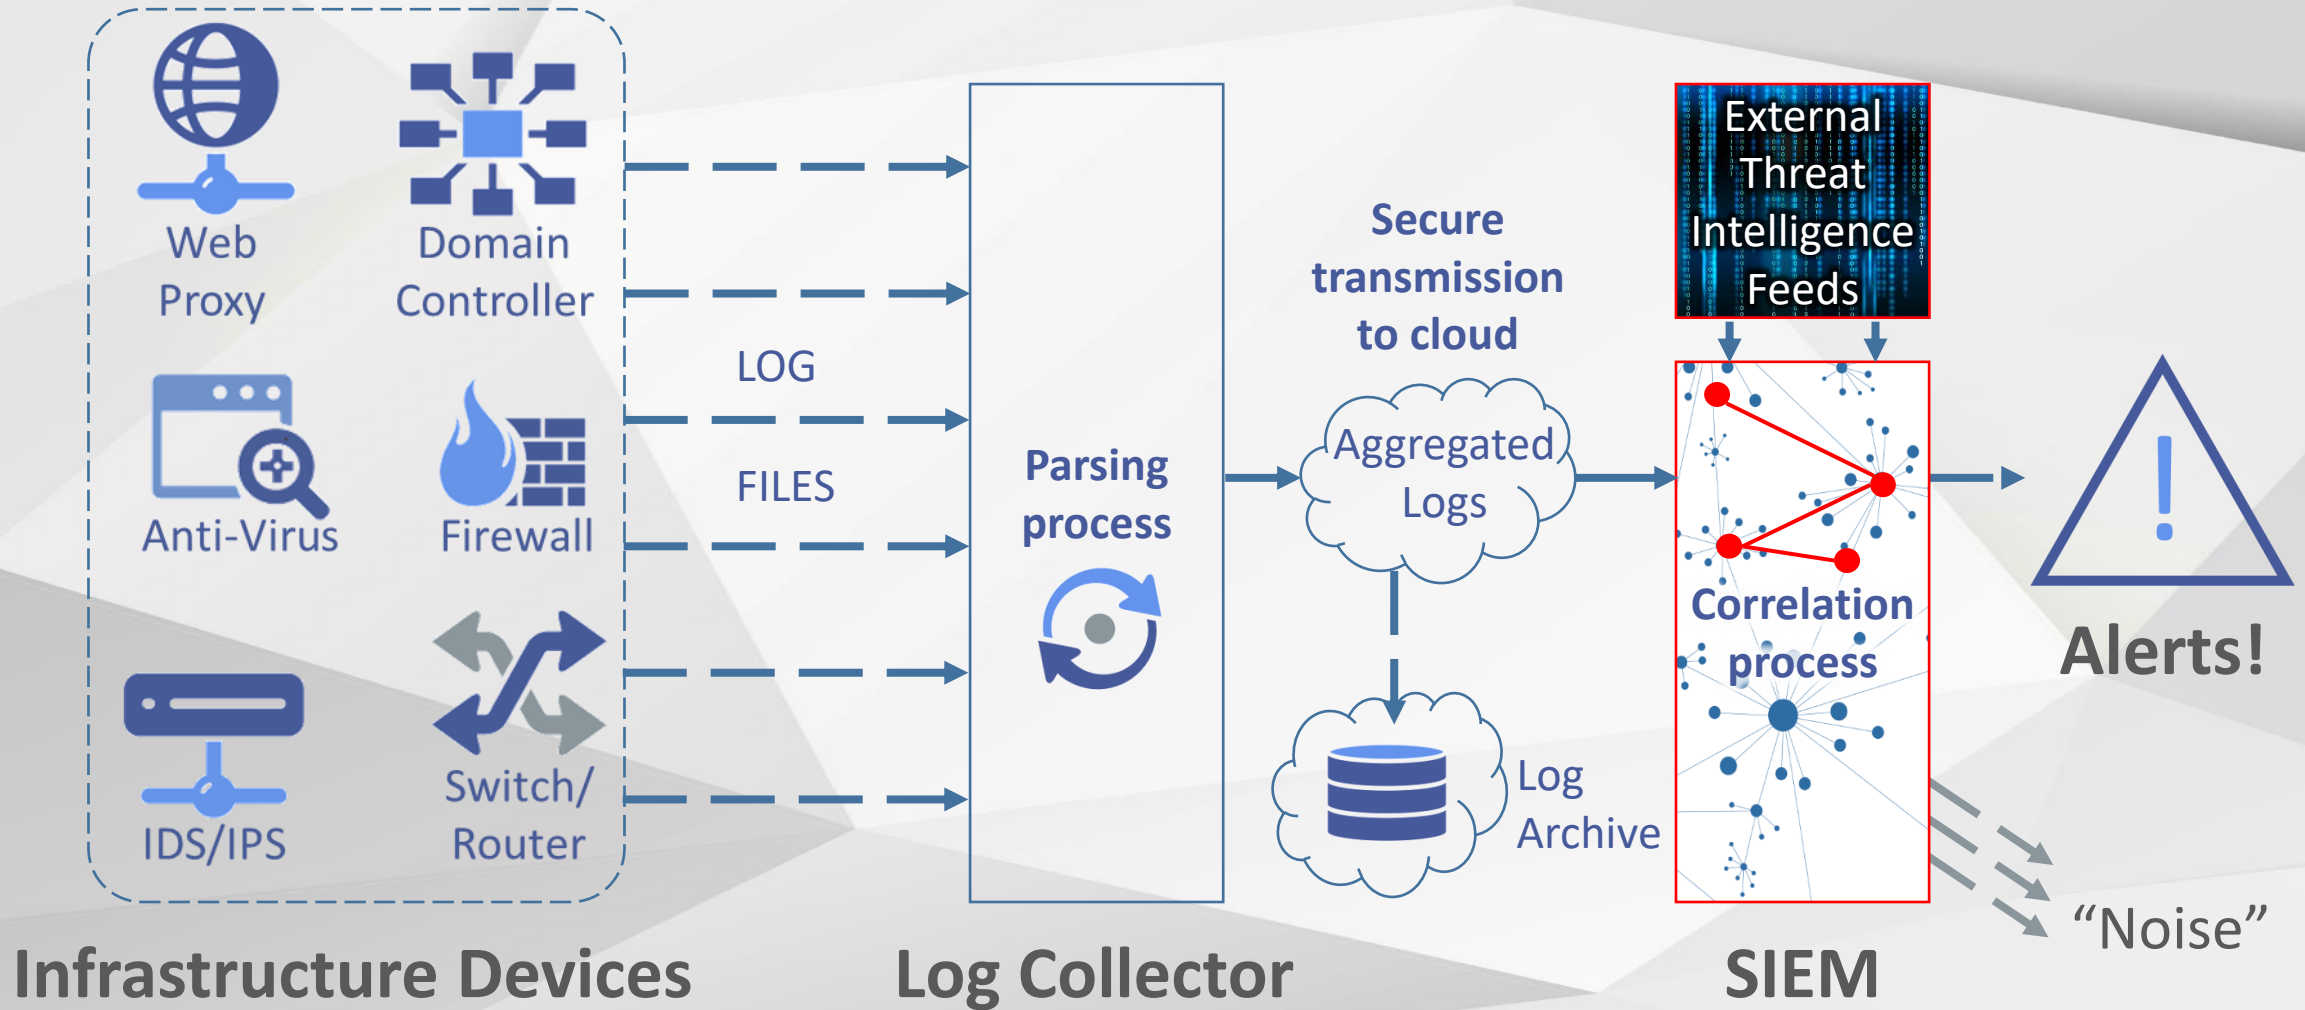 Web
Proxy
Domain
Controller
Anti-Virus
Firewall
IDS/IPS
Switch/
Router
Infrastructure Devices
LOG
FILES
Parsing
process
Log Collector
Secure
transmission
to cloud
Aggregated
Logs
Log
Archive
External
Threat
Intelligence
Feeds
Correlation
process
SIEM
!
Alerts!
“Noise”